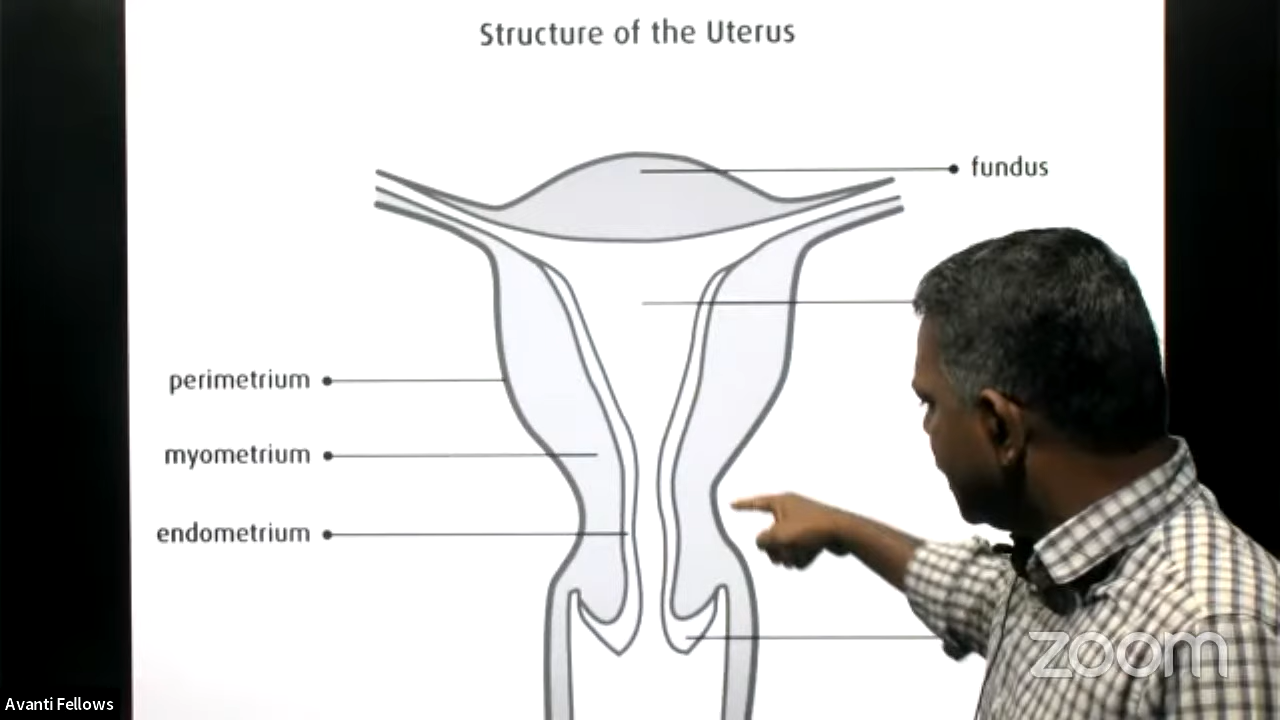 Structure of the Uterus
fundus
perimetrium
myometrium
endometrium
zoom
Avanti Fellows